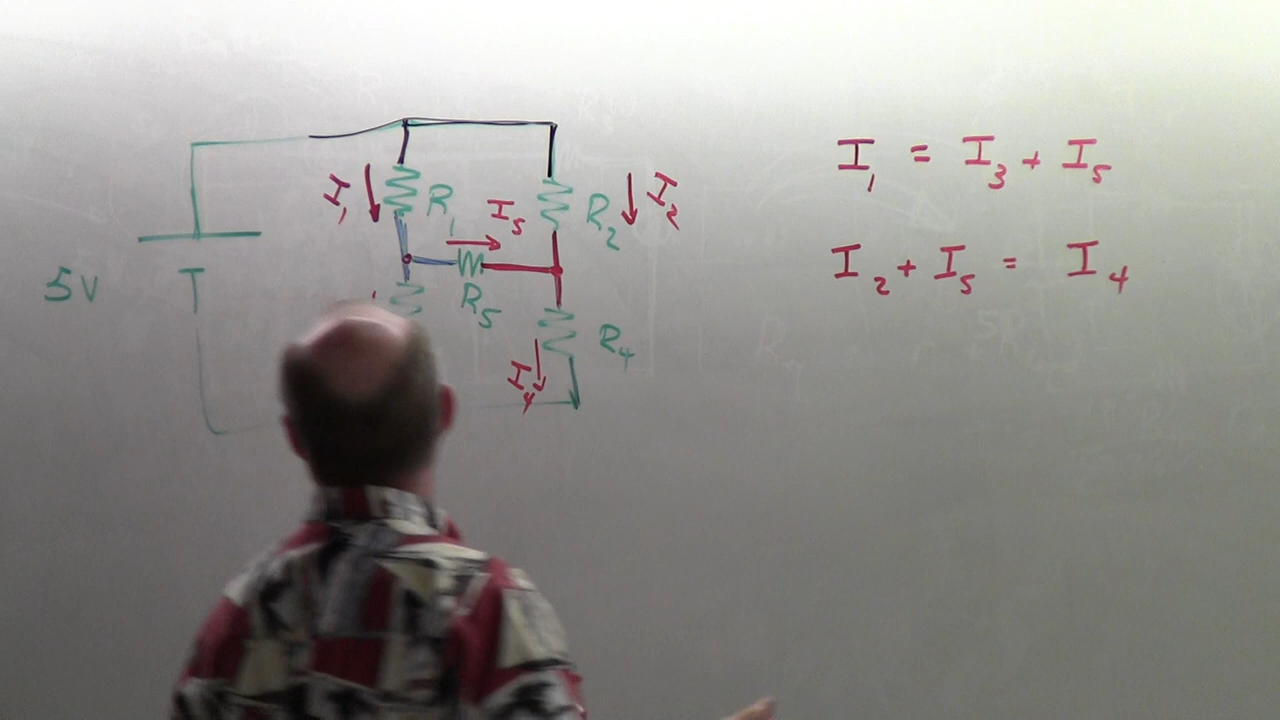 I₁ = I₃ + I₅
I₂ + I₅ = I₄
5V
I₁
R₁
I₅
R₂
I₂
R₅
R₄
I₄